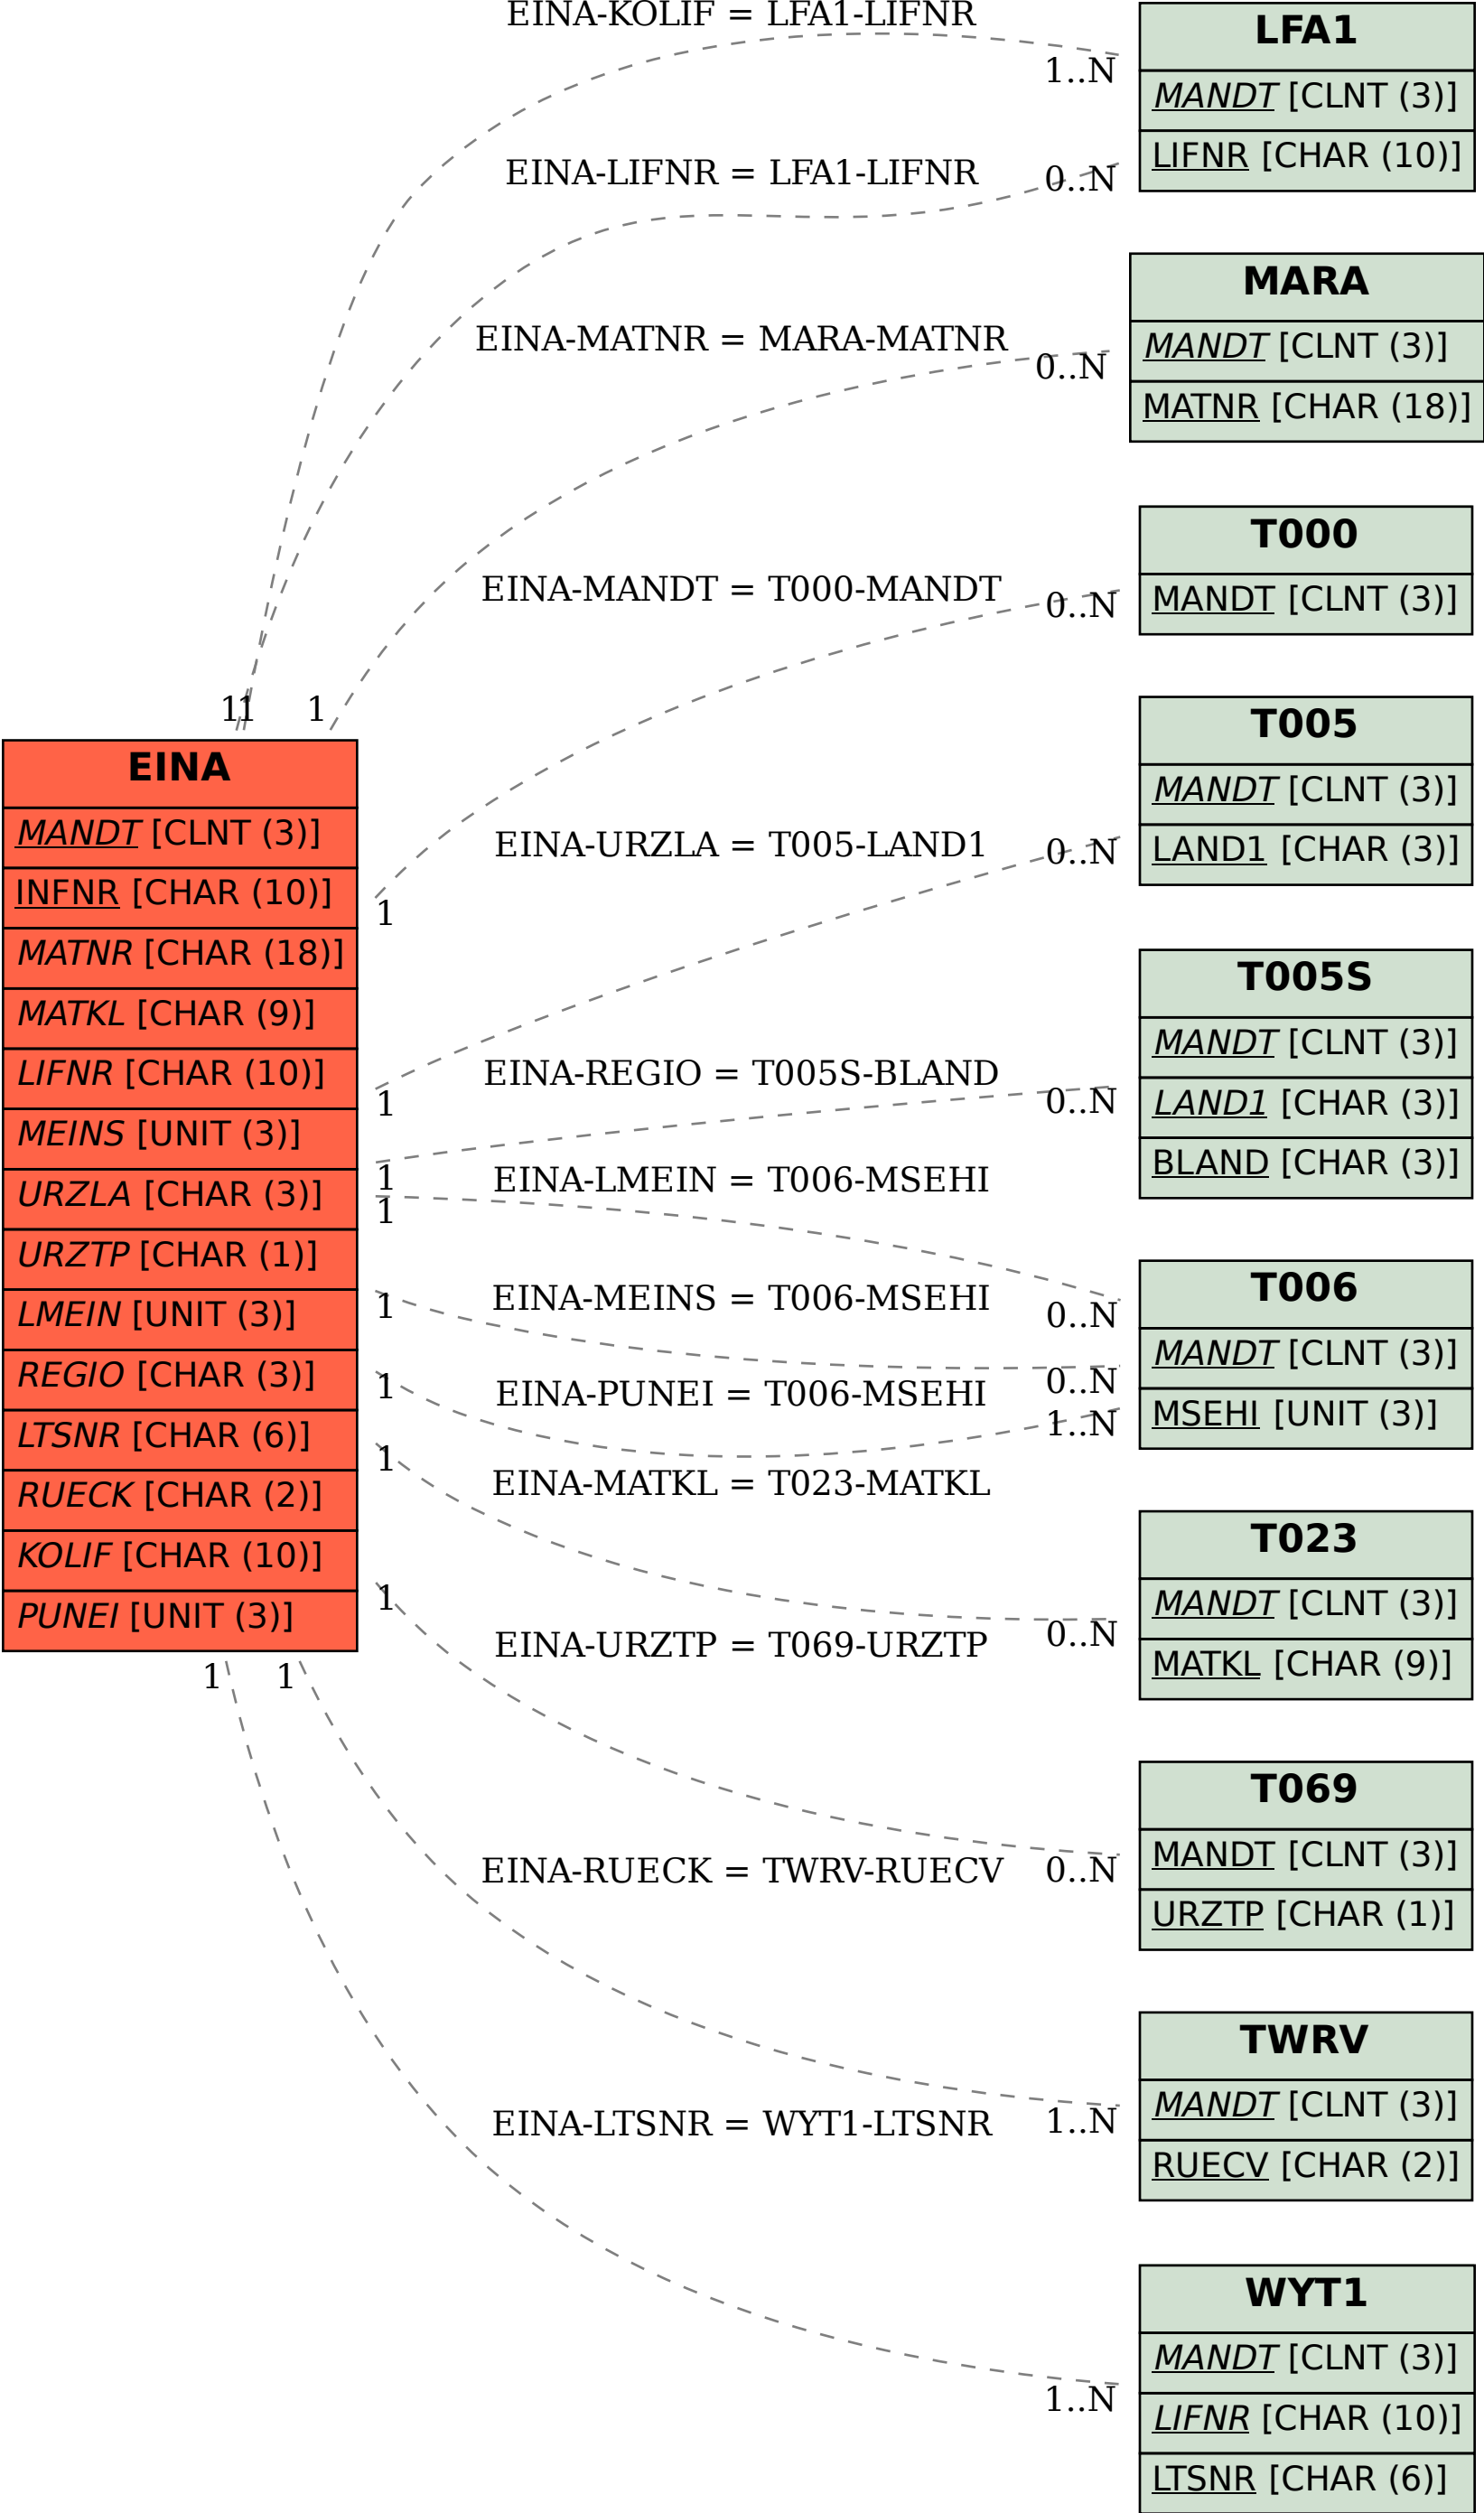 EINA-KOLIF = LFA1-LIFNR
1..N
LFA1
MANDT [CLNT (3)]
LIFNR [CHAR (10)]
EINA-LIFNR = LFA1-LIFNR
0..N
MARA
MANDT [CLNT (3)]
MATNR [CHAR (18)]
EINA-MATNR = MARA-MATNR
0..N
T000
MANDT [CLNT (3)]
EINA-MANDT = T000-MANDT
0..N
1
1
1
EINA
MANDT [CLNT (3)]
INFNR [CHAR (10)]
MATNR [CHAR (18)]
MATKL [CHAR (9)]
LIFNR [CHAR (10)]
MEINS [UNIT (3)]
URZLA [CHAR (3)]
URZTP [CHAR (1)]
LMEIN [UNIT (3)]
REGIO [CHAR (3)]
LTSNR [CHAR (6)]
RUECK [CHAR (2)]
KOLIF [CHAR (10)]
PUNEI [UNIT (3)]
T005
MANDT [CLNT (3)]
LAND1 [CHAR (3)]
EINA-URZLA = T005-LAND1
0..N
1
1
T005S
MANDT [CLNT (3)]
LAND1 [CHAR (3)]
BLAND [CHAR (3)]
EINA-REGIO = T005S-BLAND
0..N
1
EINA-LMEIN = T006-MSEHI
1
0..N
T006
MANDT [CLNT (3)]
MSEHI [UNIT (3)]
EINA-MEINS = T006-MSEHI
1
0..N
EINA-PUNEI = T006-MSEHI
1
1..N
EINA-MATKL = T023-MATKL
1
0..N
T023
MANDT [CLNT (3)]
MATKL [CHAR (9)]
EINA-URZTP = T069-URZTP
1
0..N
T069
MANDT [CLNT (3)]
URZTP [CHAR (1)]
1
1
EINA-RUECK = TWRV-RUECV
1..N
TWRV
MANDT [CLNT (3)]
RUECV [CHAR (2)]
EINA-LTSNR = WYT1-LTSNR
1..N
WYT1
MANDT [CLNT (3)]
LIFNR [CHAR (10)]
LTSNR [CHAR (6)]